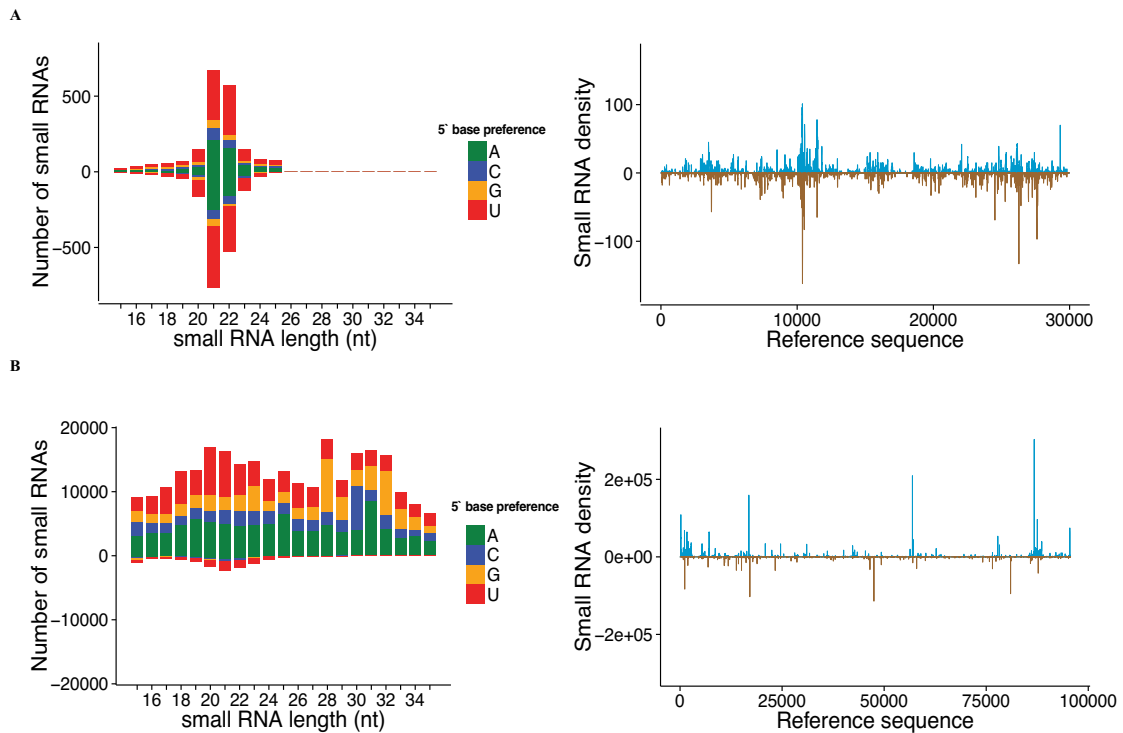 A
Number of small RNAs
500
0
−500
16 18 20 22 24 26 28 30 32 34
small RNA length (nt)
5` base preference
A
C
G
U
Small RNA density
100
0
−100
0 10000 20000 30000
Reference sequence
B
Number of small RNAs
20000
10000
0
−10000
−20000
16 18 20 22 24 26 28 30 32 34
small RNA length (nt)
5` base preference
A
C
G
U
Small RNA density
2e+05
0e+00
−2e+05
0 25000 50000 75000 100000
Reference sequence